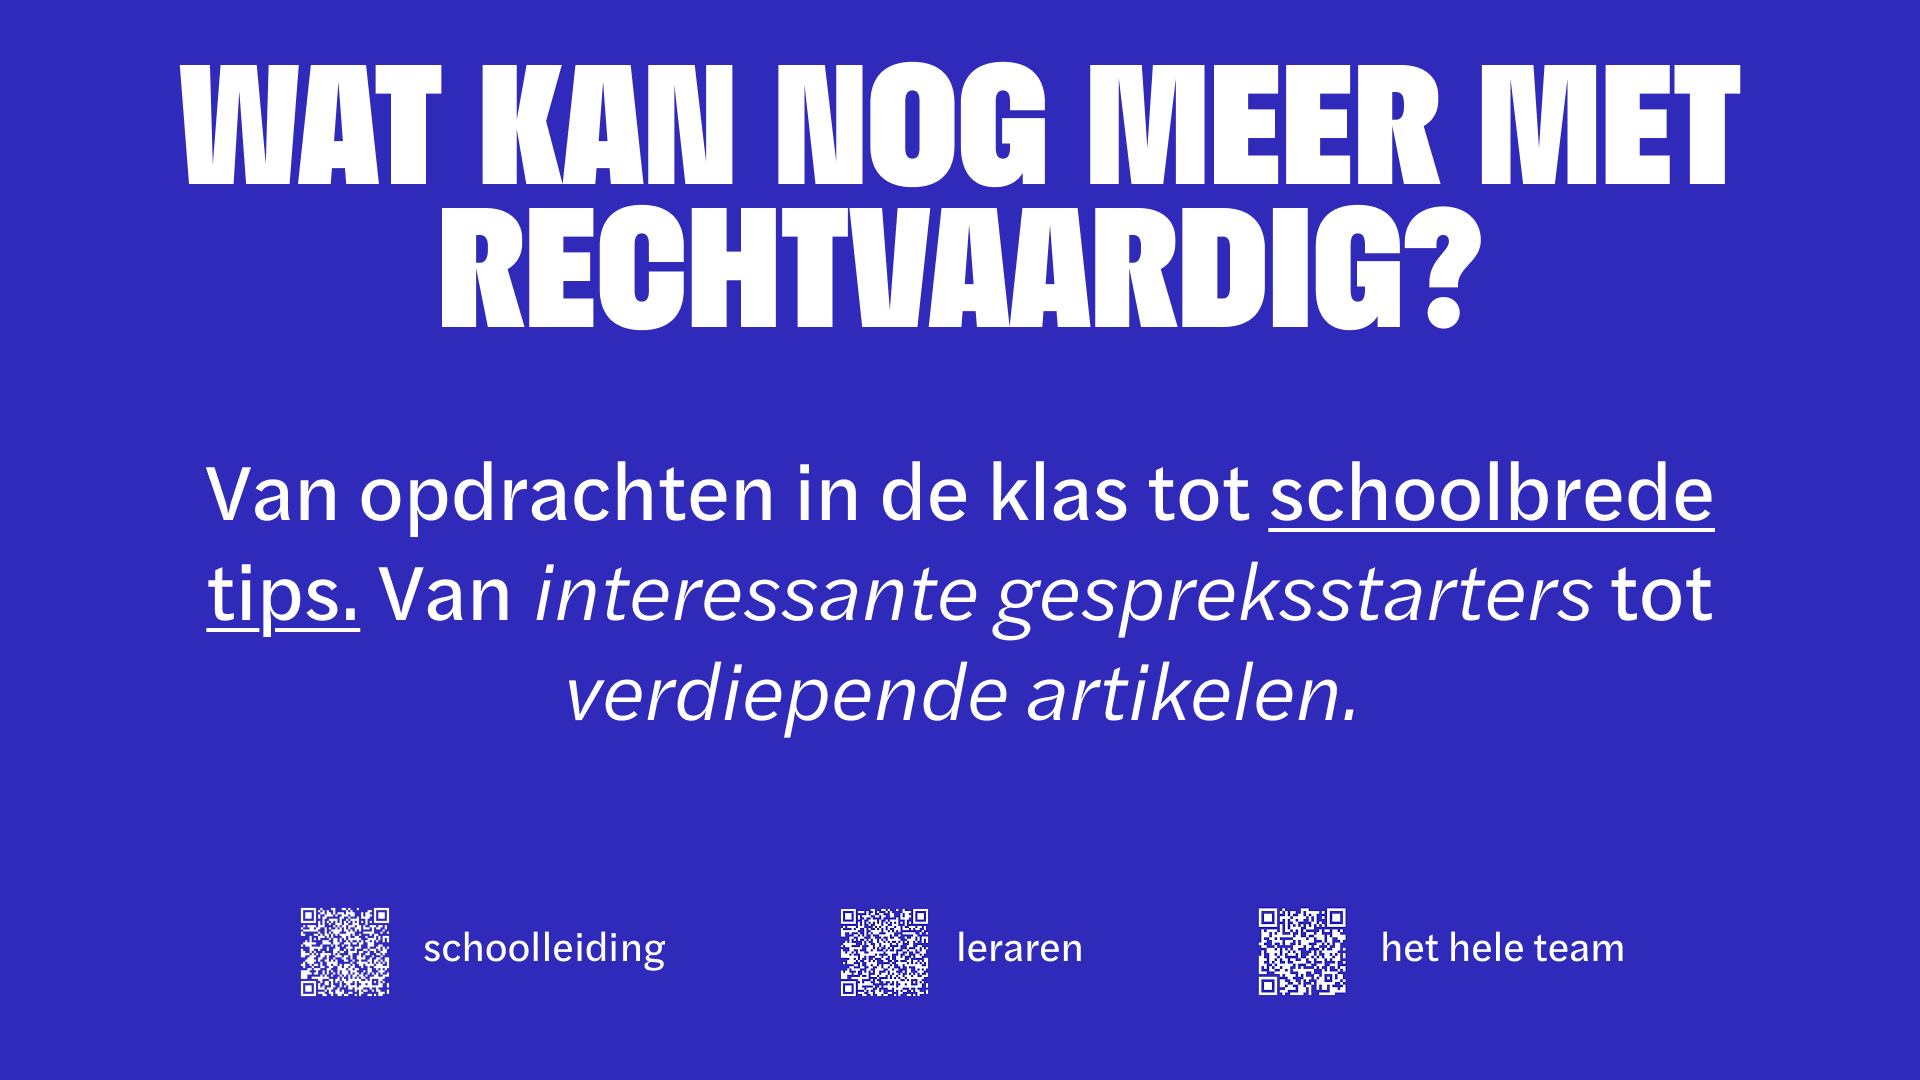 WAT KAN NOG MEER MET
RECHTVAARDIG?
Van opdrachten in de klas tot schoolbrede
tips. Van interessante gespreksstarters tot
verdiepende artikelen.
schoolleiding
leraren
het hele team